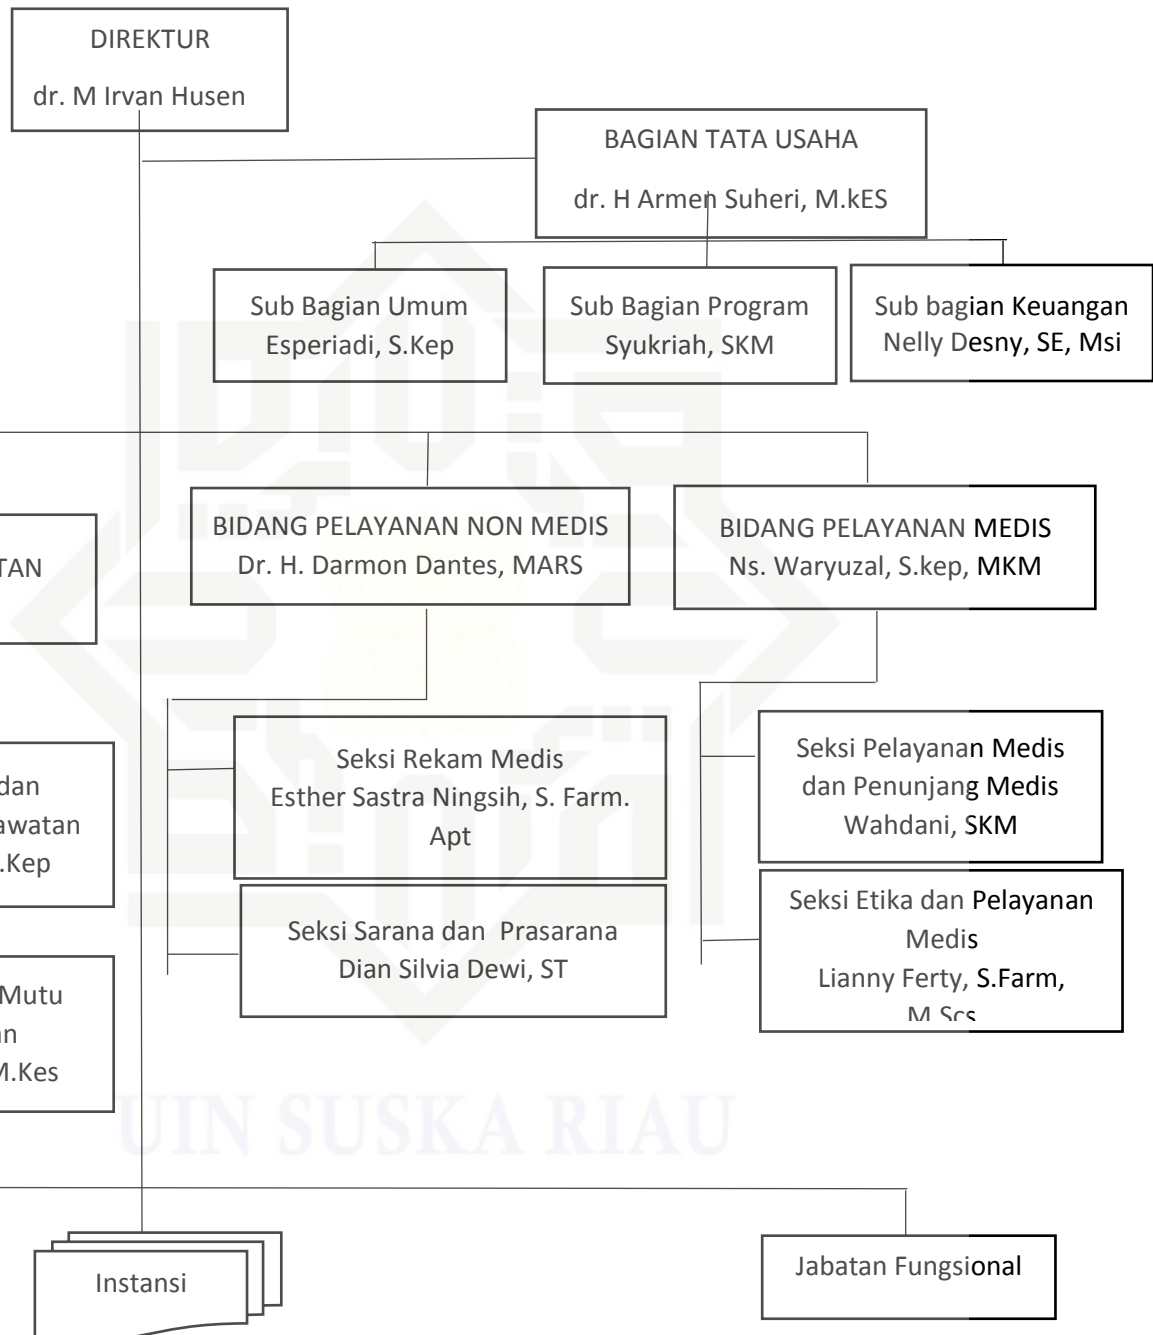 DIREKTUR
dr. M Irvan Husen
BAGIAN TATA USAHA
dr. H Armen Suheri, M.kES
Sub Bagian Umum
Esperiadi, S.Kep
Sub Bagian Program
Syukriah, SKM
Sub bagian Keuangan
Nelly Desny, SE, Msi
TAN
BIDANG PELAYANAN NON MEDIS
Dr. H. Darmon Dantes, MARS
BIDANG PELAYANAN MEDIS
Ns. Waryuzal, S.kep, MKM
dan
awatan
.Kep
Seksi Rekam Medis
Esther Sastra Ningsih, S. Farm.
Apt
Seksi Pelayanan Medis
dan Penunjang Medis
Wahdani, SKM
Mutu
an
M.Kes
Seksi Sarana dan Prasarana
Dian Silvia Dewi, ST
Seksi Etika dan Pelayanan
Medis
Lianny Ferty, S.Farm,
M.Scs
UIN SUSKA RIAU
Instansi
Jabatan Fungsional